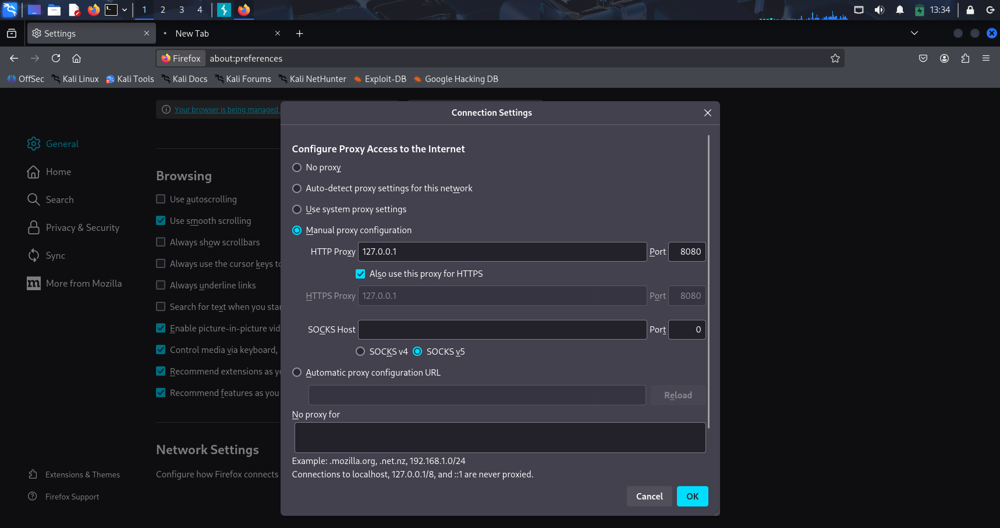 1 2 3 4 13:34
Settings New Tab
Firefox about:preferences
OffSec Kali Linux Kali Tools Kali Docs Kali Forums Kali NetHunter Exploit-DB Google Hacking DB
Your browser is being managed
General
Home
Search
Privacy & Security
Sync
More from Mozilla
Extensions & Themes
Firefox Support
Browsing
Use autoscrolling
Use smooth scrolling
Always show scrollbars
Always use the cursor keys to
Always underline links
Search for text when you star
Enable picture-in-picture vid
Control media via keyboard,
Recommend extensions as yo
Recommend features as you
Network Settings
Configure how Firefox connects
Connection Settings
Configure Proxy Access to the Internet
No proxy
Auto-detect proxy settings for this network
Use system proxy settings
Manual proxy configuration
HTTP Proxy 127.0.0.1 Port 8080
Also use this proxy for HTTPS
HTTPS Proxy 127.0.0.1 Port 8080
SOCKS Host Port 0
SOCKS v4 SOCKS v5
Automatic proxy configuration URL
Reload
No proxy for
Example: .mozilla.org, .net.nz, 192.168.1.0/24
Connections to localhost, 127.0.0.1/8, and ::1 are never proxied.
Cancel OK